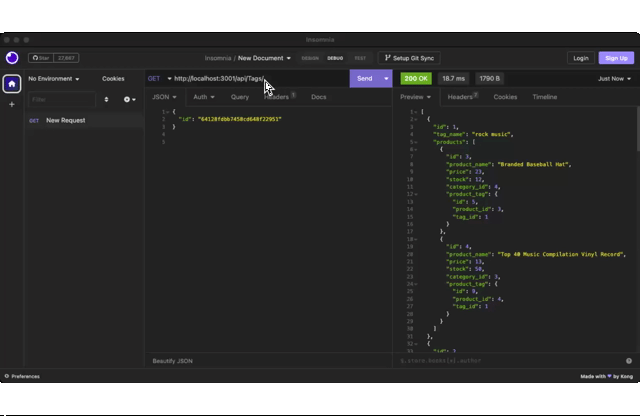 Insomnia
Star 27,697
Insomnia / New Document
DESIGN DEBUG TEST
Setup Git Sync
Login
Sign Up
No Environment
Cookies
GET http://localhost:3001/api/Tags/
Send
200 OK
18.7 ms
1790 B
Just Now
Filter
JSON
Auth
Query
Headers 1
Docs
Preview
Headers
Cookies
Timeline
GET New Request
1 {
2 "id":
3 }
4
5
1 [
2 {
3 "id": 1,
4 "tag_name": "rock music",
5 "products": [
6 {
7 "id": 3,
8 "product_name": "Branded Baseball Hat",
9 "price": 23,
10 "stock": 12,
11 "category_id": 4,
12 "product_tag": {
13 "id": 5,
14 "product_id": 3,
15 "tag_id": 1
16 }
17 },
18 {
19 "id": 4,
20 "product_name": "Top 40 Music Compilation Vinyl Record",
21 "price": 13,
22 "stock": 50,
23 "category_id": 3,
24 "product_tag": {
25 "id": 9,
26 "product_id": 4,
27 "tag_id": 1
28 }
29 }
30 ]
31 },
32 {
Beautify JSON
$.store.books[*].author
Preferences
Made with ♥ by Kong